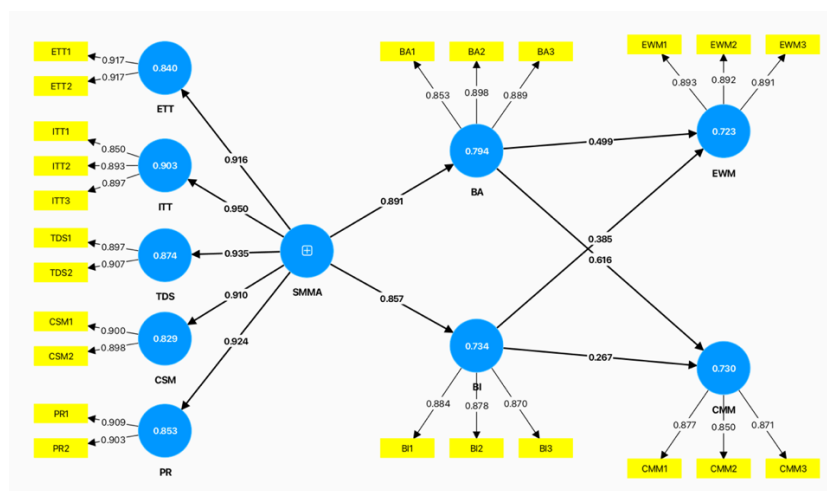 ETT1
0.917
ETT2
0.917
0.840
ETT
ITT1
0.850
ITT2
0.893
ITT3
0.897
0.903
ITT
TDS1
0.897
TDS2
0.907
0.874
TDS
CSM1
0.900
CSM2
0.898
0.829
CSM
PR1
0.909
PR2
0.903
0.853
PR
0.916
0.950
0.935
0.910
0.924
SMMA
0.891
0.857
BA1
BA2
BA3
0.853
0.898
0.889
0.794
BA
0.734
BI
0.884
0.878
0.870
BI1
BI2
BI3
0.499
0.385
0.616
0.267
EWM1
EWM2
EWM3
0.893
0.892
0.891
0.723
EWM
0.730
CMM
0.877
0.850
0.871
CMM1
CMM2
CMM3